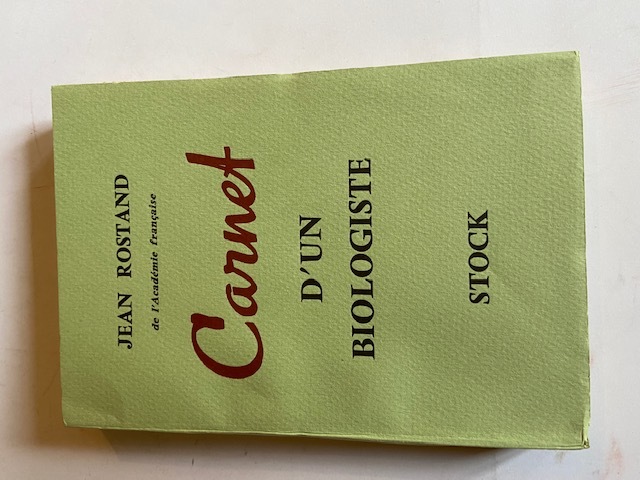 JEAN ROSTAND
de l'Académie française
Carnet
D'UN
BIOLOGISTE
STOCK